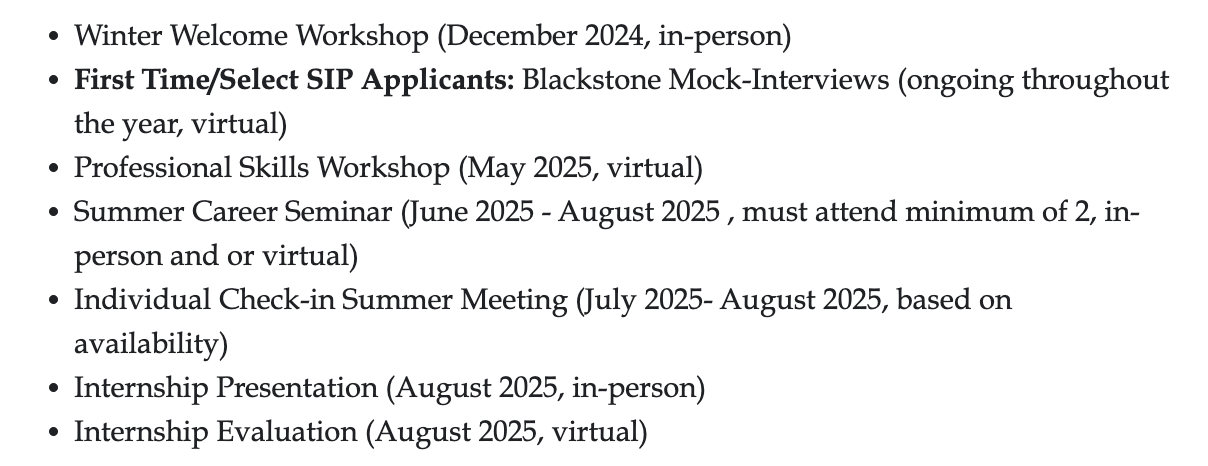 • Winter Welcome Workshop (December 2024, in-person)
• First Time/Select SIP Applicants: Blackstone Mock-Interviews (ongoing throughout
the year, virtual)
• Professional Skills Workshop (May 2025, virtual)
• Summer Career Seminar (June 2025 - August 2025 , must attend minimum of 2, in-
person and or virtual)
• Individual Check-in Summer Meeting (July 2025- August 2025, based on
availability)
• Internship Presentation (August 2025, in-person)
• Internship Evaluation (August 2025, virtual)